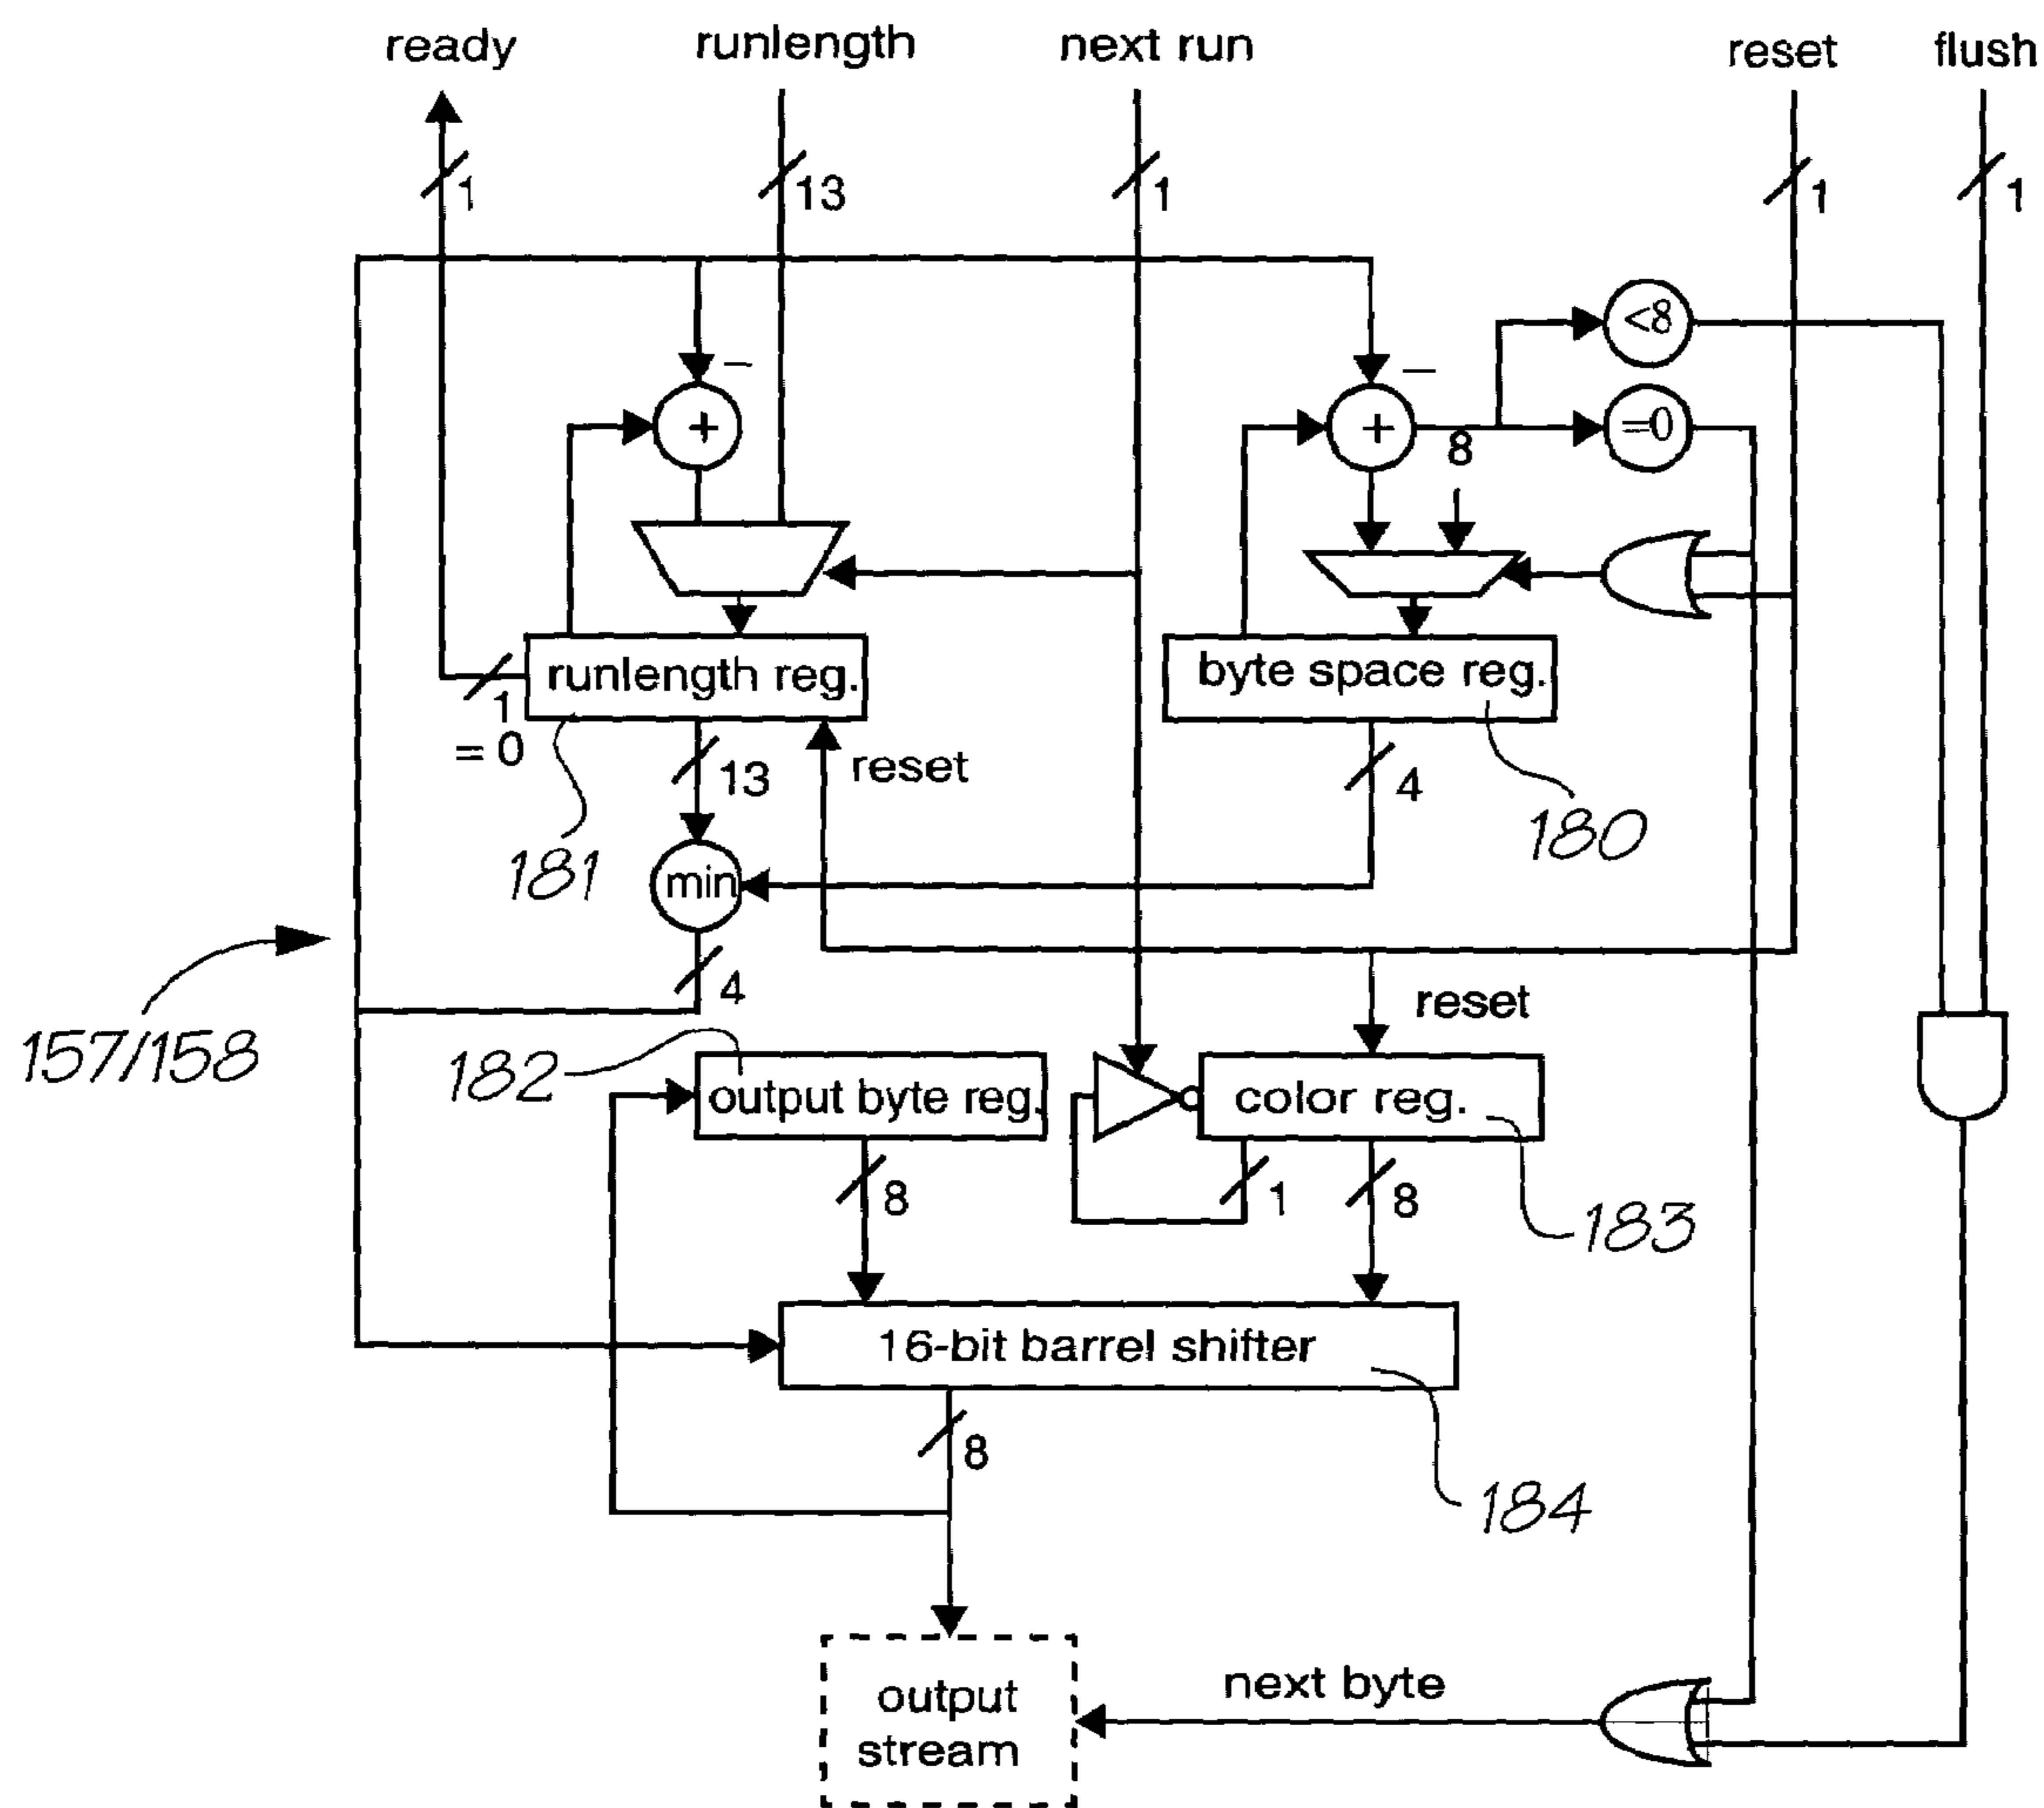 ready
runlength
next run
reset
flush
1
13
1
1
1
<8
–
–
+
+
=0
8
runlength reg.
byte space reg.
1
= 0
13
reset
4
180
181
min
4
reset
157/158
182
output byte reg.
color reg.
8
1
8
183
16-bit barrel shifter
8
184
next byte
output
stream